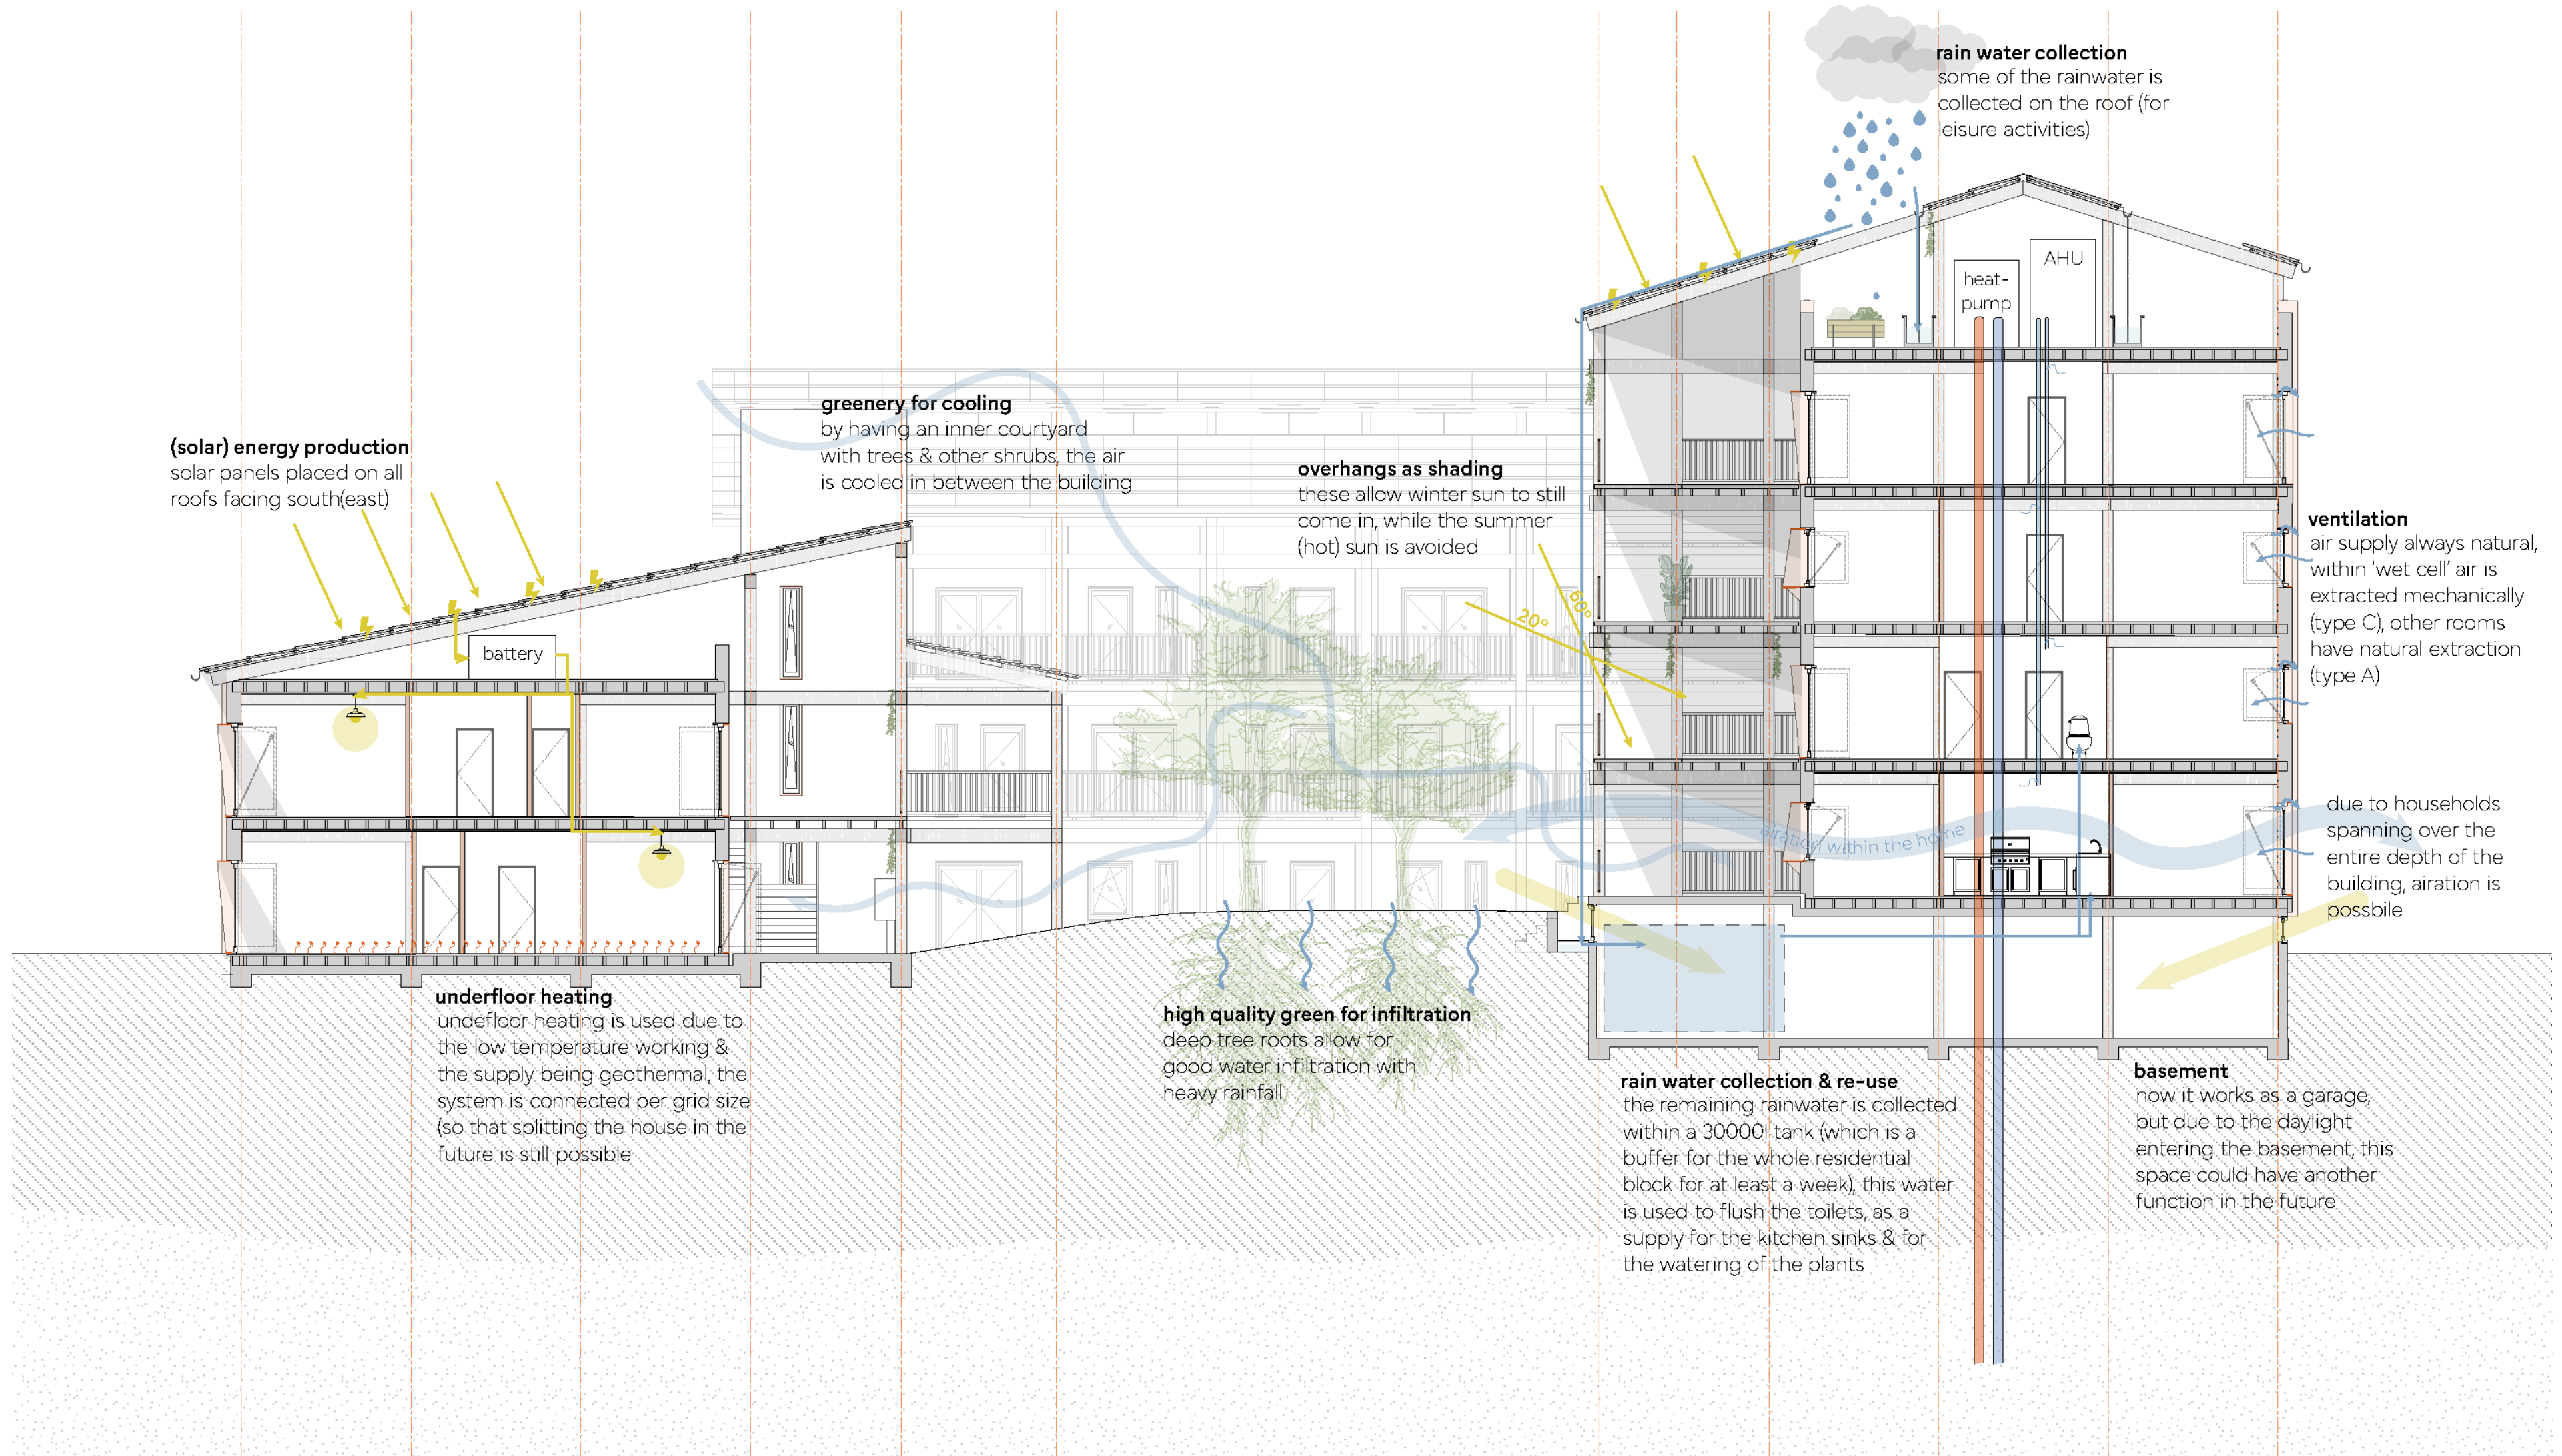 rain water collection
some of the rainwater is
collected on the roof (for
leisure activities)
AHU
heat-
pump
greenery for cooling
by having an inner courtyard
with trees & other shrubs, the air
is cooled in between the building
(solar) energy production
solar panels placed on all
roofs facing south(east)
overhangs as shading
these allow winter sun to still
come in, while the summer
(hot) sun is avoided
ventilation
air supply always natural,
within 'wet cell' air is
extracted mechanically
(type C), other rooms
have natural extraction
(type A)
20°
60°
battery
due to households
spanning over the
entire depth of the
building, airation is
possbile
airation within the home
underfloor heating
undefloor heating is used due to
the low temperature working &
the supply being geothermal, the
system is connected per grid size
(so that splitting the house in the
future is still possible
high quality green for infiltration
deep tree roots allow for
good water infiltration with
heavy rainfall
rain water collection & re-use
the remaining rainwater is collected
within a 30000l tank (which is a
buffer for the whole residential
block for at least a week), this water
is used to flush the toilets, as a
supply for the kitchen sinks & for
the watering of the plants
basement
now it works as a garage,
but due to the daylight
entering the basement, this
space could have another
function in the future